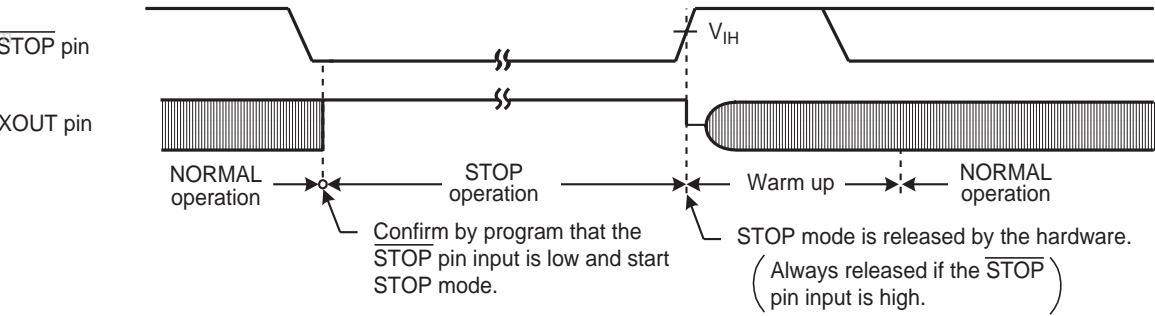 STOP pin
VIH
XOUT pin
NORMAL operation
STOP operation
Warm up
NORMAL operation
Confirm by program that the
STOP pin input is low and start
STOP mode.
STOP mode is released by the hardware.
(Always released if the STOP
pin input is high.)